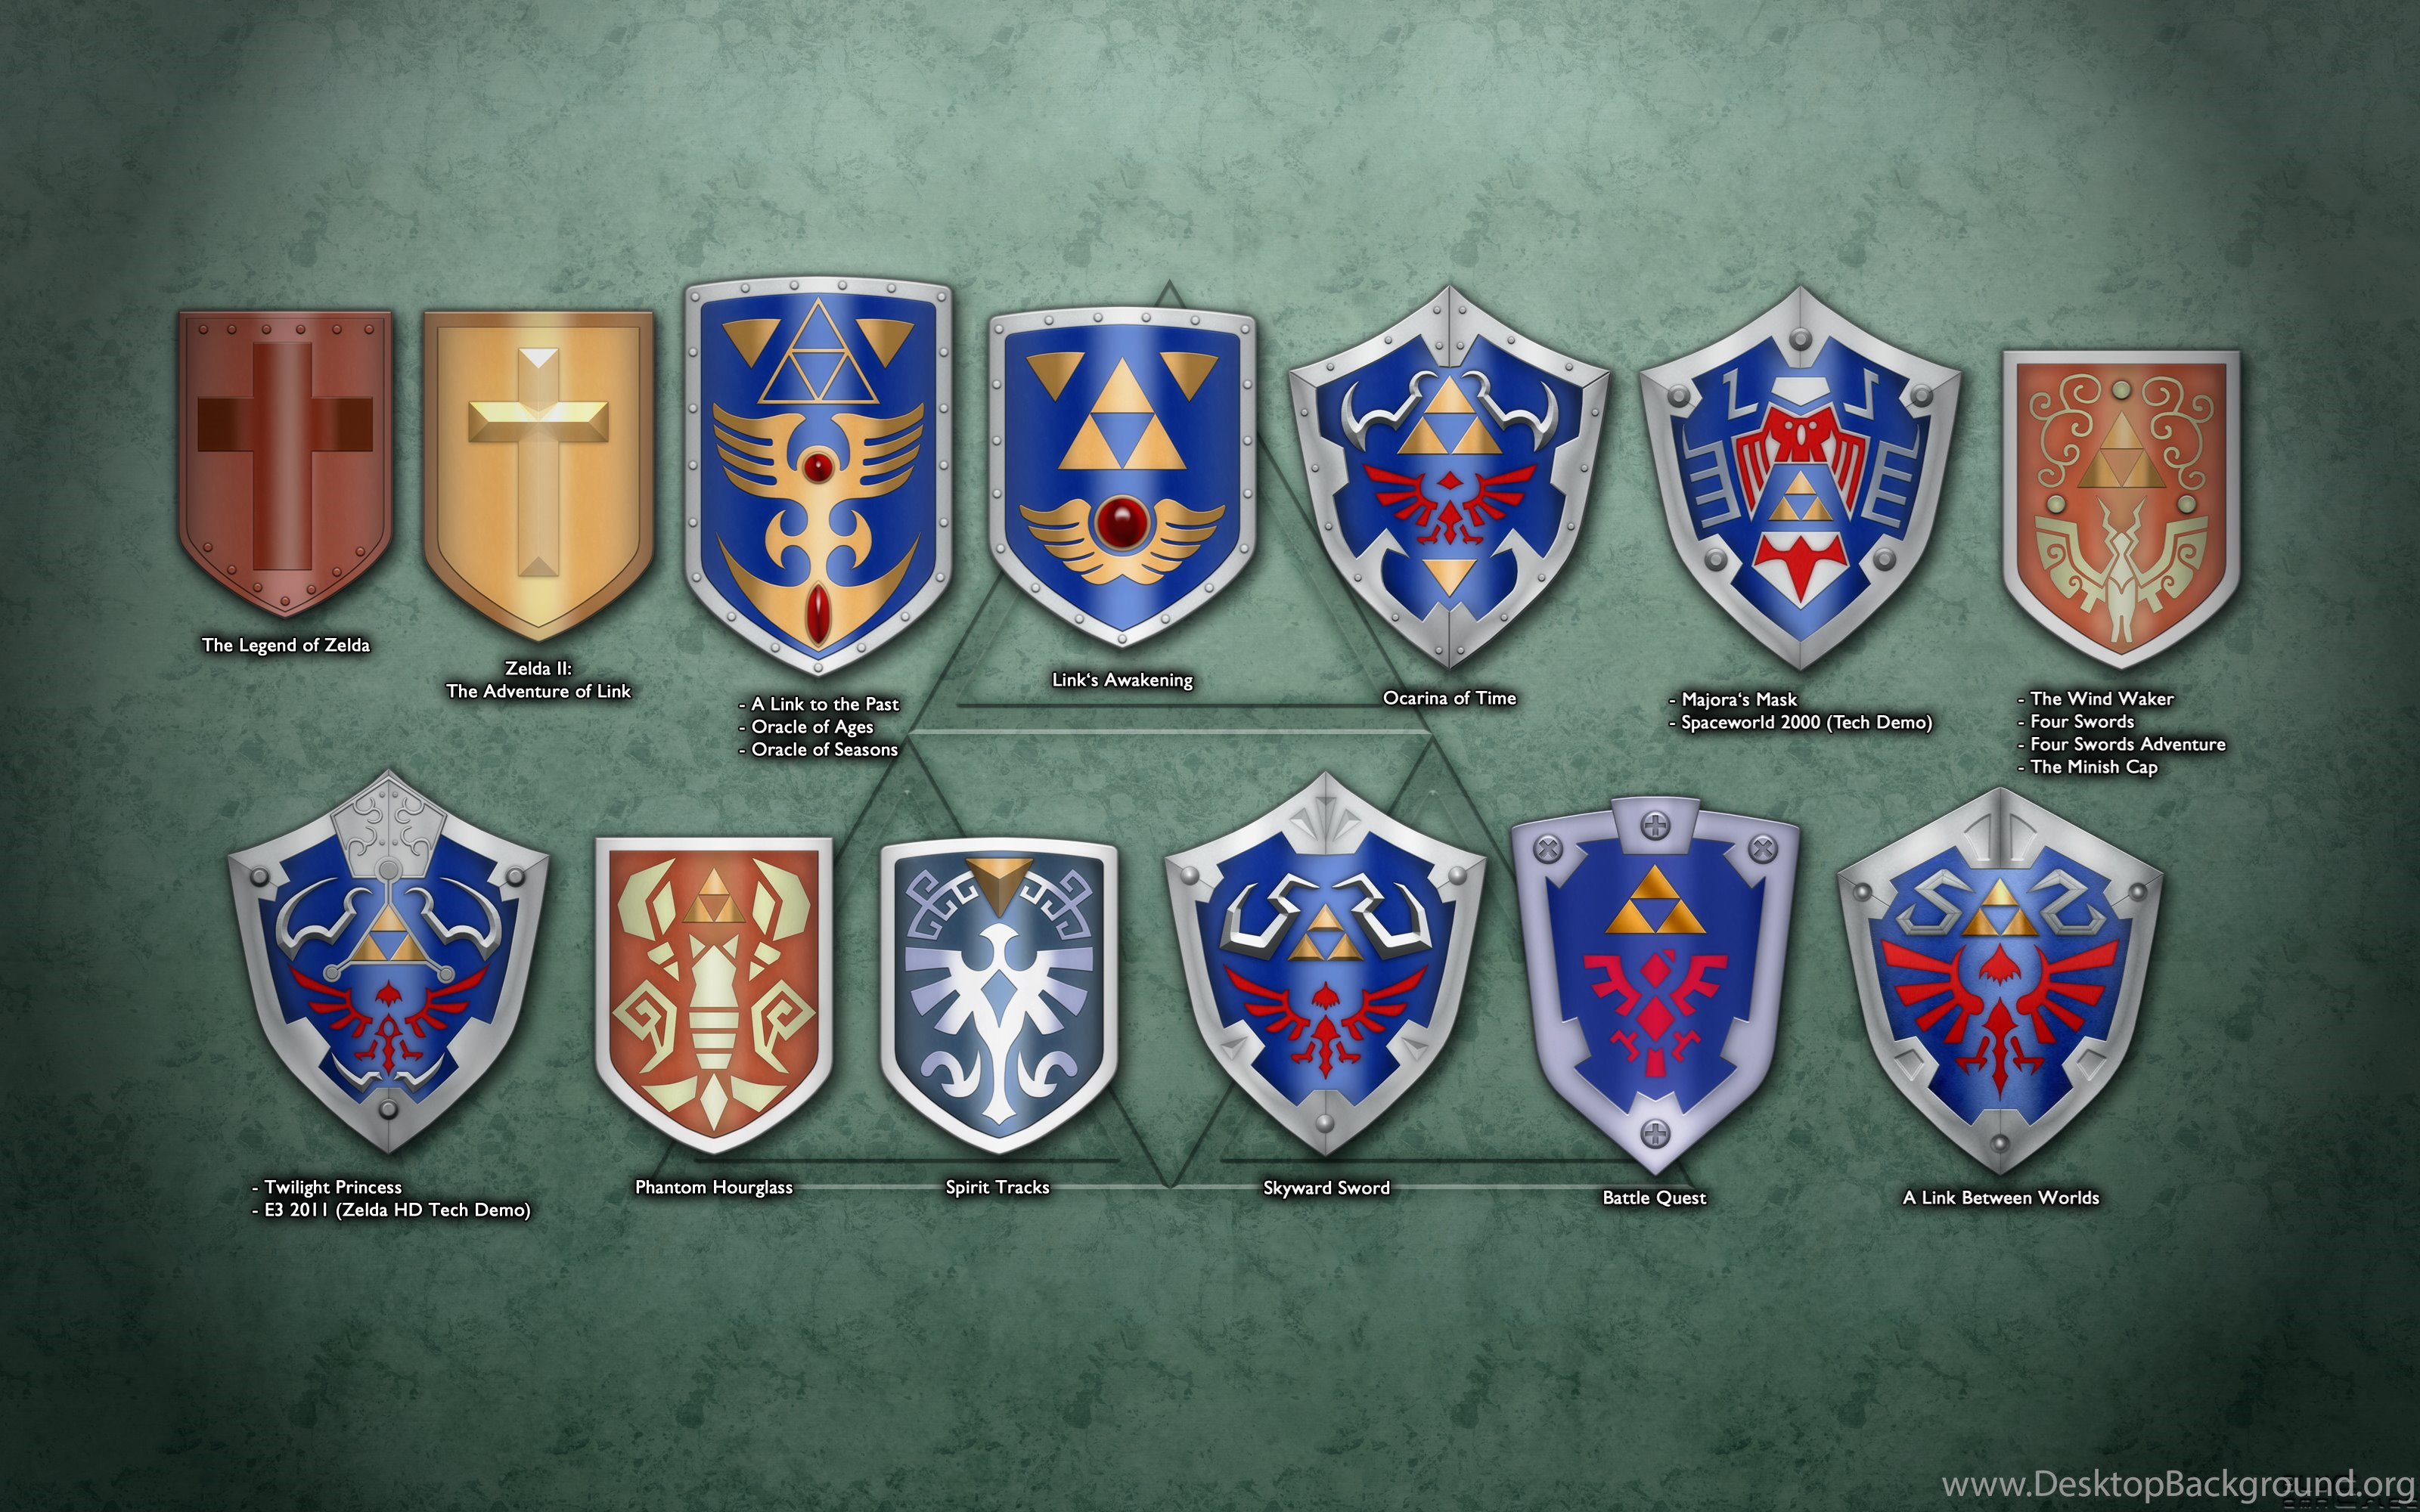 The Legend of Zelda
Zelda II:
The Adventure of Link
- A Link to the Past
- Oracle of Ages
- Oracle of Seasons
Link's Awakening
Ocarina of Time
- Majora's Mask
- Spaceworld 2000 (Tech Demo)
- The Wind Waker
- Four Swords
- Four Swords Adventure
- The Minish Cap
- Twilight Princess
- E3 2011 (Zelda HD Tech Demo)
Phantom Hourglass
Spirit Tracks
Skyward Sword
Battle Quest
A Link Between Worlds
www.DesktopBackground.org